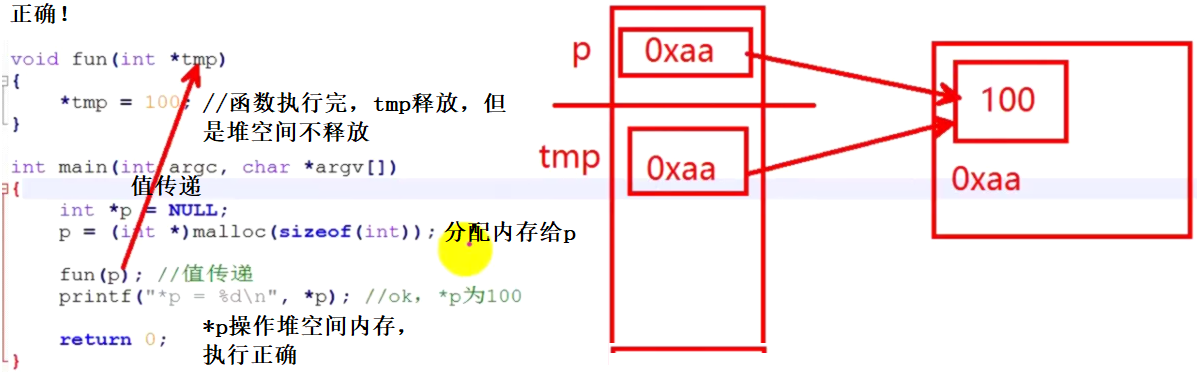 正确！
void fun(int *tmp)
{
*tmp = 100; //函数执行完，tmp释放，但
是堆空间不释放
}
int main(int argc, char *argv[])
值传递
{
int *p = NULL;
p = (int *)malloc(sizeof(int)); 分配内存给p
fun(p); //值传递
printf("*p = %d\n", *p); //ok，*p为100
*p操作堆空间内存，
执行正确
return 0;
}
p
0xaa
tmp
0xaa
100
0xaa